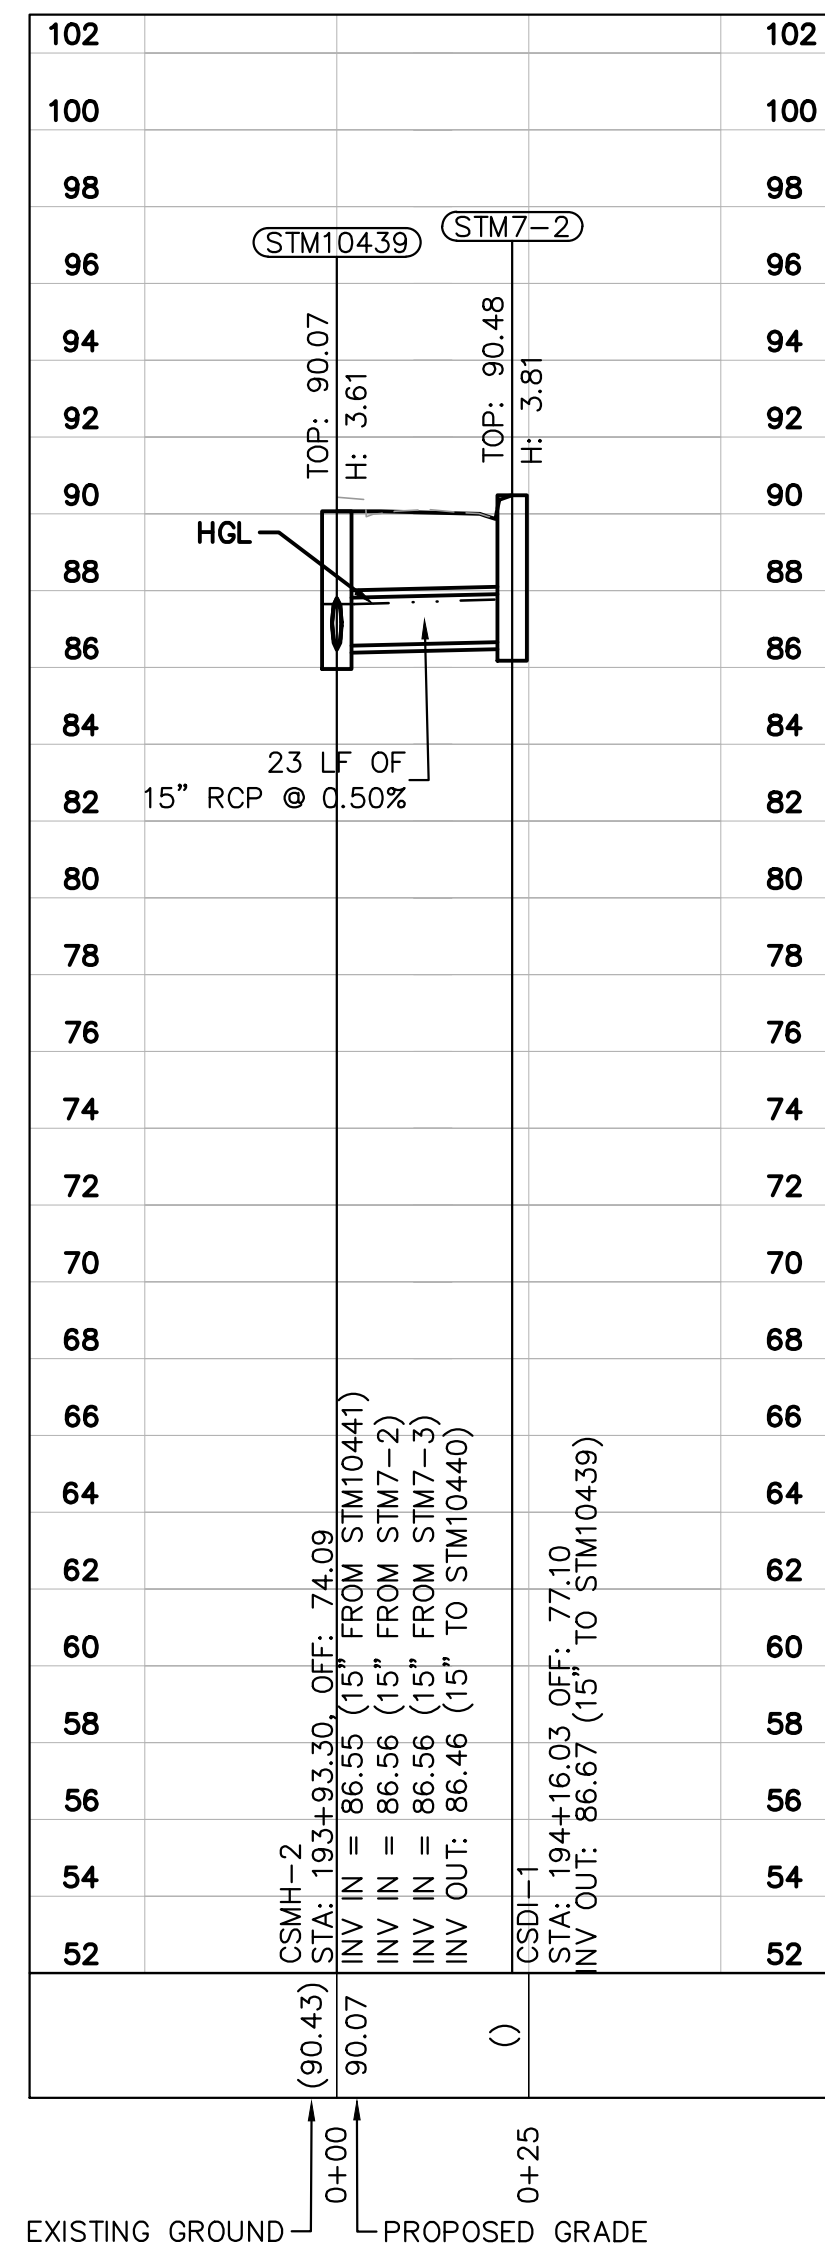 102 102
100 100
98 98
STM10439 STM7-2
96 96
94 94
TOP: 90.07
H: 3.61
TOP: 90.48
H: 3.81
92 92
90 90
HGL
88 88
86 86
84 84
23 LF OF
15" RCP @ 0.50%
82 82
80 80
78 78
76 76
74 74
72 72
70 70
68 68
66 66
64 64
62 62
60 60
58 58
56 56
54 54
52 52
CSMH-2
STA: 193+93.30, OFF: 74.09
INV IN = 86.55 (15" FROM STM10441)
INV IN = 86.56 (15" FROM STM7-2)
INV IN = 86.56 (15" FROM STM7-3)
INV OUT: 86.46 (15" TO STM10440)
CSDI-1
STA: 194+16.03 OFF: 77.10
INV OUT: 86.67 (15" TO STM10439)
(90.43)
90.07
()
0+00
0+25
EXISTING GROUND
PROPOSED GRADE